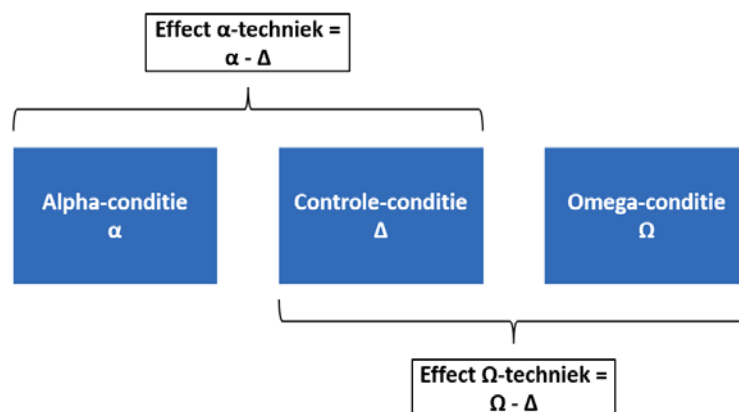 Effect α-techniek =
α - Δ
Alpha-conditie
α
Controle-conditie
Δ
Omega-conditie
Ω
Effect Ω-techniek =
Ω - Δ